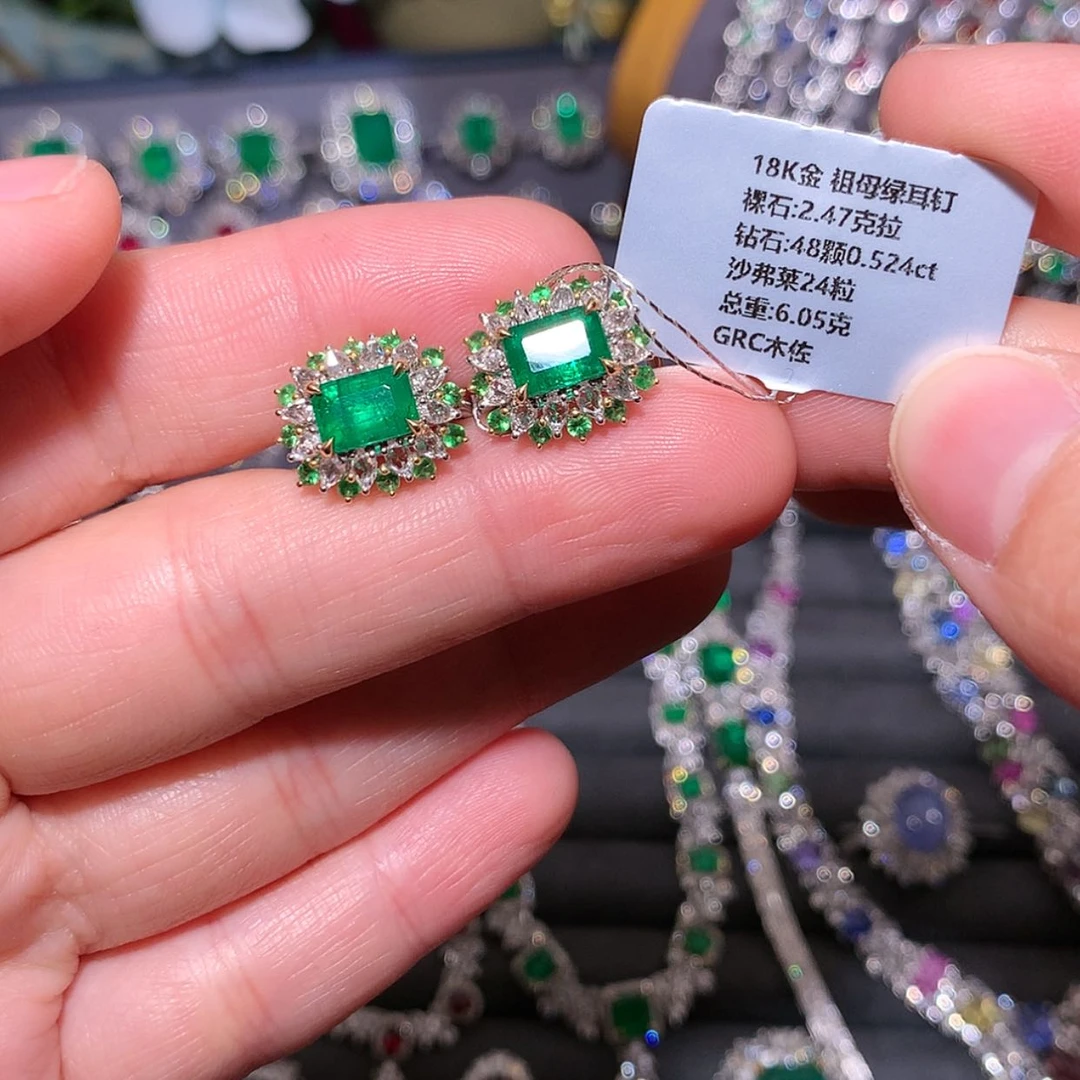 18K金 祖母绿耳钉
裸石:2.47克拉
钻石:48颗0.524ct
沙弗莱24粒
总重:6.05克
GRC木佐